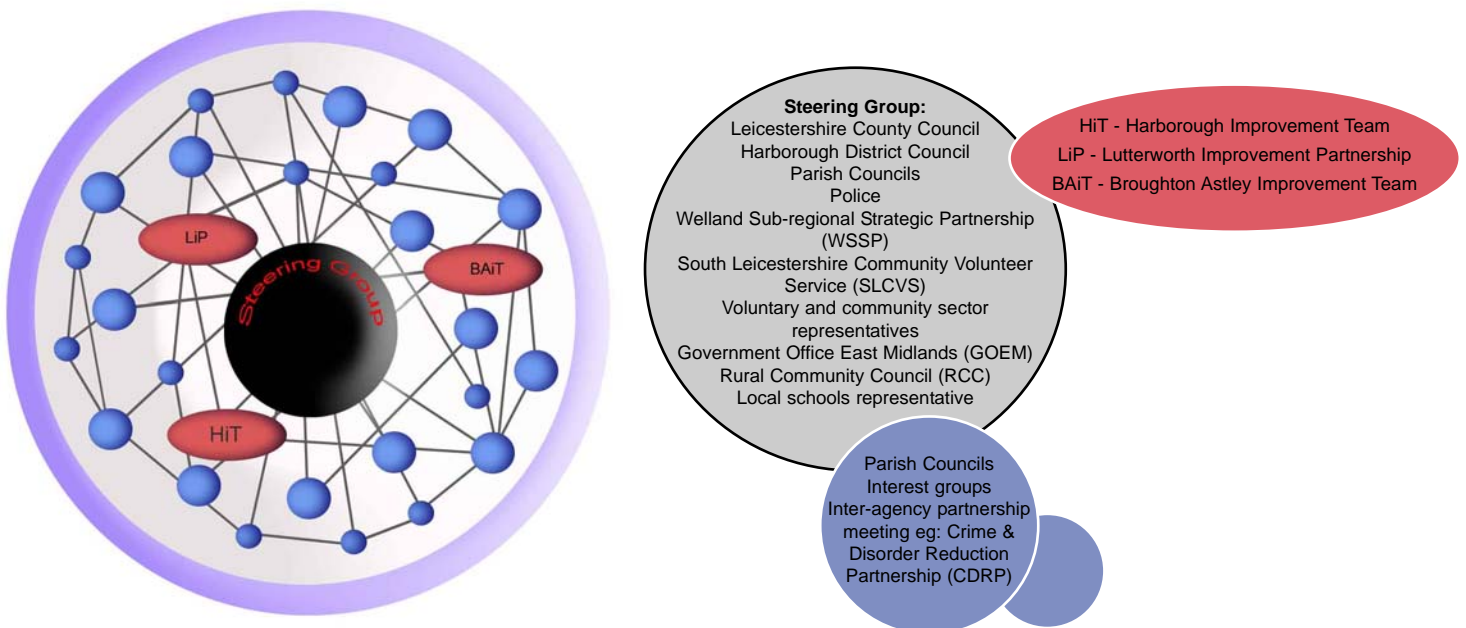 LiP
Steering Group
BAiT
HiT
Steering Group:
Leicestershire County Council
Harborough District Council
Parish Councils
Police
Welland Sub-regional Strategic Partnership
(WSSP)
South Leicestershire Community Volunteer
Service (SLCVS)
Voluntary and community sector
representatives
Government Office East Midlands (GOEM)
Rural Community Council (RCC)
Local schools representative
HiT - Harborough Improvement Team
LiP - Lutterworth Improvement Partnership
BAiT - Broughton Astley Improvement Team
Parish Councils
Interest groups
Inter-agency partnership
meeting eg: Crime &
Disorder Reduction
Partnership (CDRP)